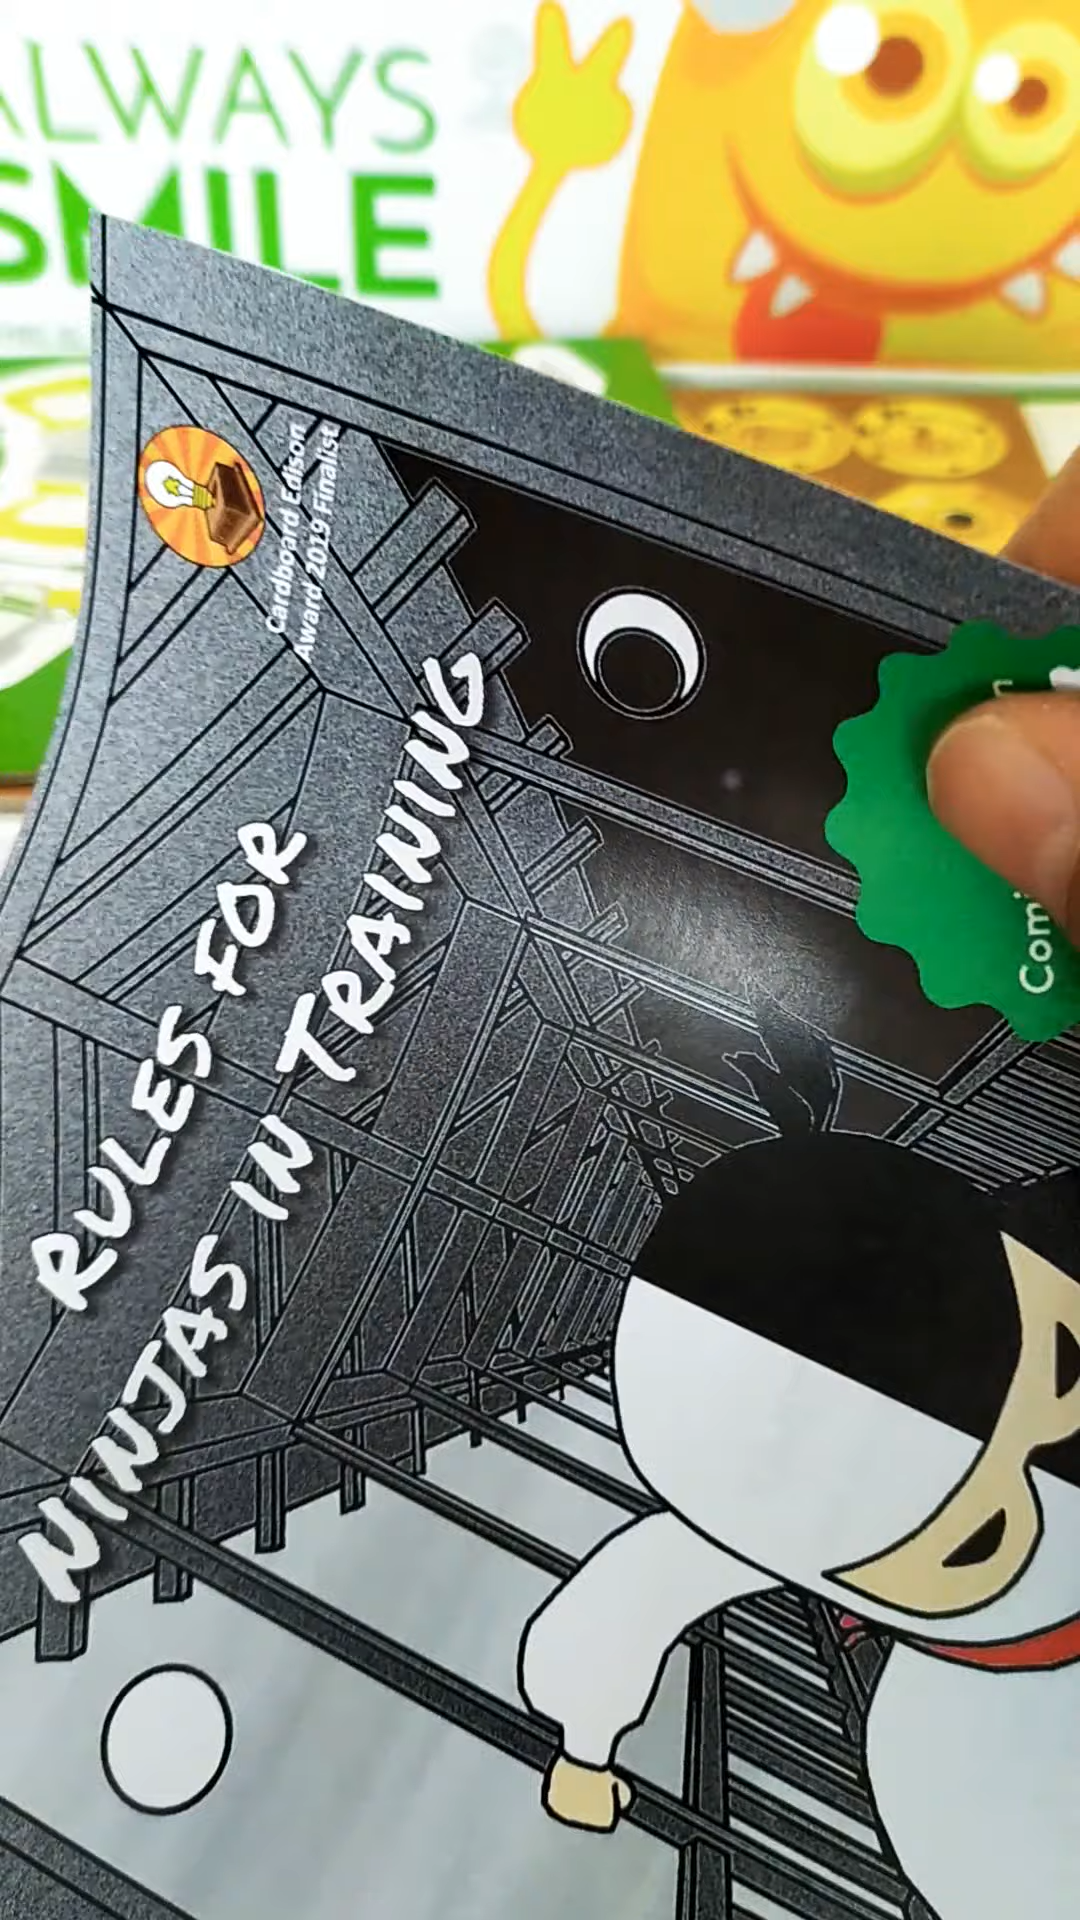 ALWAYS
SMILE
Cardboard Edison
Award 2019 Finalist
RULES FOR
NINJAS IN TRAINING